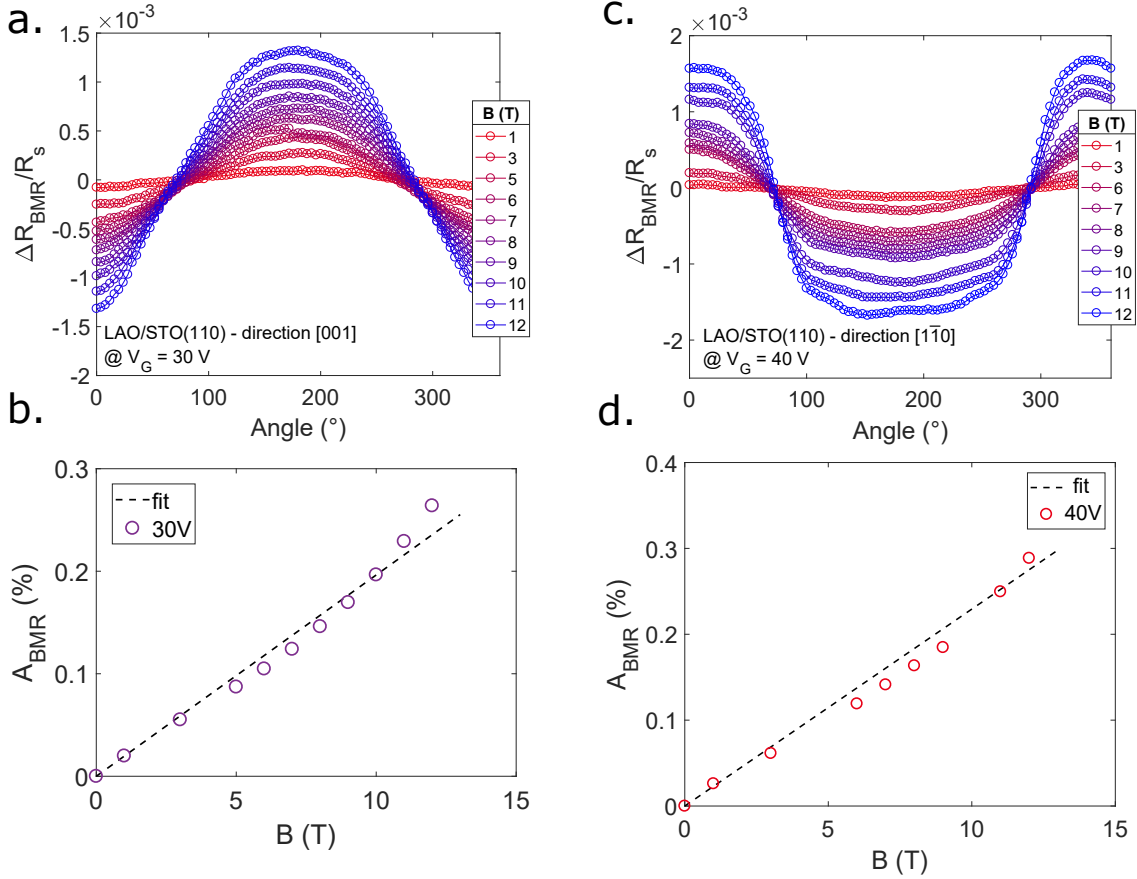 a.
×10⁻³
1.5
1
0.5
0
-0.5
-1
-1.5
-2
ΔR_BMR/R_s
0
100
200
300
Angle (°)
LAO/STO(110) - direction [001]
@ V_G = 30 V
B (T)
1
3
5
6
7
8
9
10
11
12
c.
×10⁻³
2
1
0
-1
-2
ΔR_BMR/R_s
0
100
200
300
Angle (°)
LAO/STO(110) - direction [11̅0]
@ V_G = 40 V
B (T)
1
3
6
7
8
9
10
11
12
b.
0.3
0.2
0.1
0
A_BMR (%)
0
5
10
15
B (T)
fit
30V
d.
0.4
0.3
0.2
0.1
0
A_BMR (%)
0
5
10
15
B (T)
fit
40V